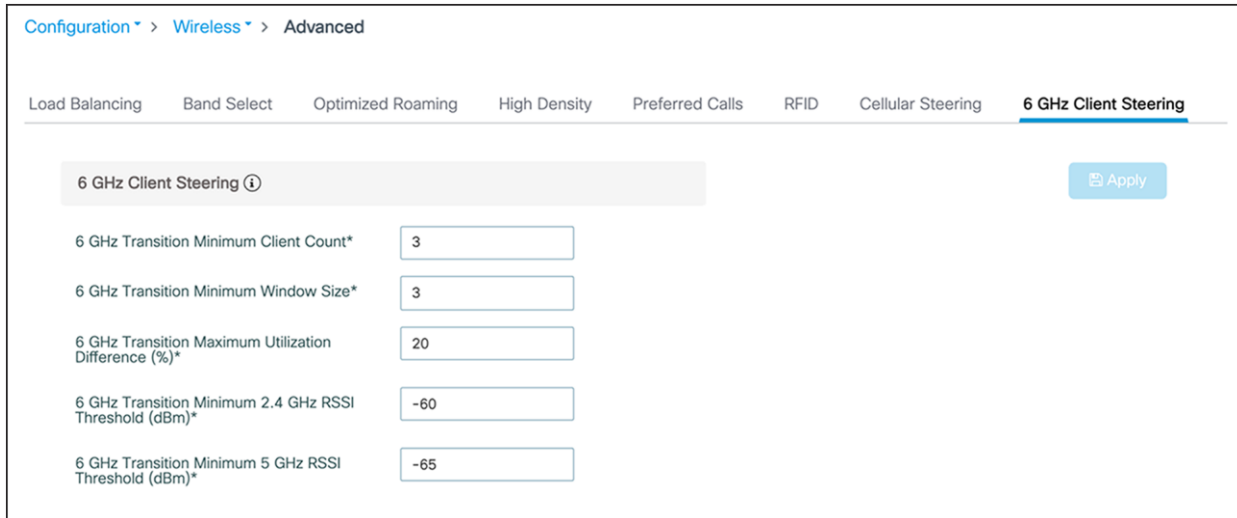 Configuration > Wireless > Advanced
Load Balancing Band Select Optimized Roaming High Density Preferred Calls RFID Cellular Steering 6 GHz Client Steering
6 GHz Client Steering
Apply
6 GHz Transition Minimum Client Count* 3
6 GHz Transition Minimum Window Size* 3
6 GHz Transition Maximum Utilization
Difference (%)* 20
6 GHz Transition Minimum 2.4 GHz RSSI
Threshold (dBm)* -60
6 GHz Transition Minimum 5 GHz RSSI
Threshold (dBm)* -65